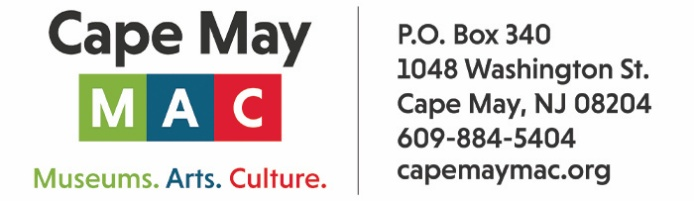 Cape May
MAC
Museums. Arts. Culture.
P.O. Box 340
1048 Washington St.
Cape May, NJ 08204
609-884-5404
capemaymac.org